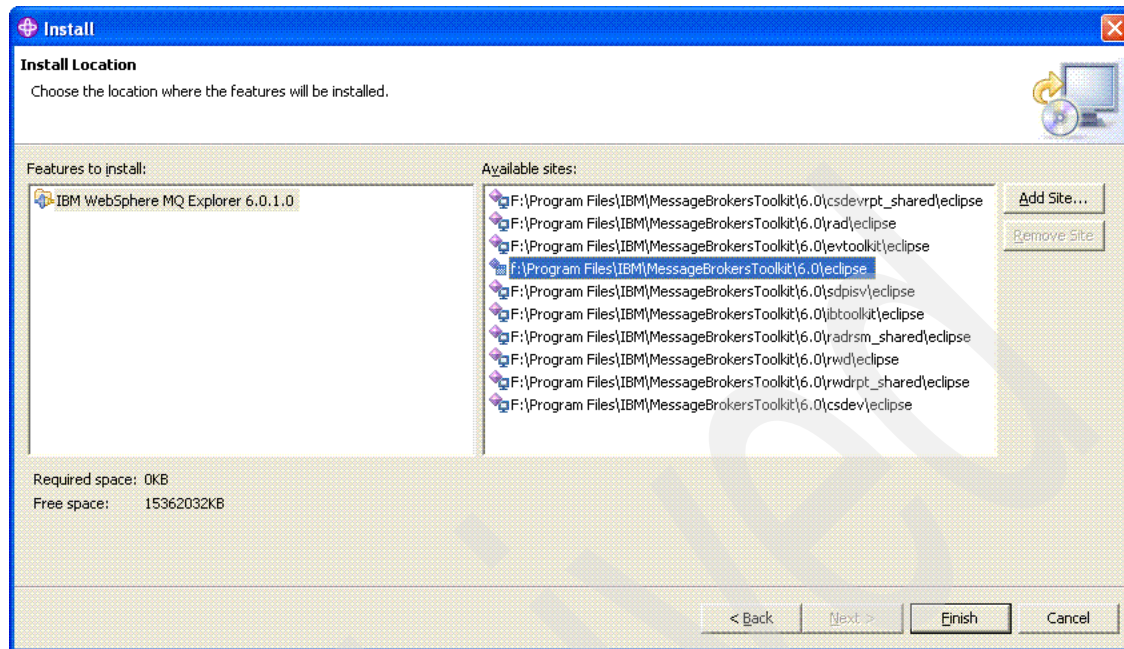 Install
Install Location
Choose the location where the features will be installed.
Features to install:
IBM WebSphere MQ Explorer 6.0.1.0
Available sites:
F:\Program Files\IBM\MessageBrokersToolkit\6.0\csdevrpt_shared\eclipse
F:\Program Files\IBM\MessageBrokersToolkit\6.0\rad\eclipse
F:\Program Files\IBM\MessageBrokersToolkit\6.0\evtoolkit\eclipse
f:\Program Files\IBM\MessageBrokersToolkit\6.0\eclipse
F:\Program Files\IBM\MessageBrokersToolkit\6.0\sdpisv\eclipse
F:\Program Files\IBM\MessageBrokersToolkit\6.0\ibtoolkit\eclipse
F:\Program Files\IBM\MessageBrokersToolkit\6.0\radrsm_shared\eclipse
F:\Program Files\IBM\MessageBrokersToolkit\6.0\rwd\eclipse
F:\Program Files\IBM\MessageBrokersToolkit\6.0\rwdrpt_shared\eclipse
F:\Program Files\IBM\MessageBrokersToolkit\6.0\csdev\eclipse
Add Site...
Remove Site
Required space: 0KB
Free space: 15362032KB
< Back
Next >
Finish
Cancel